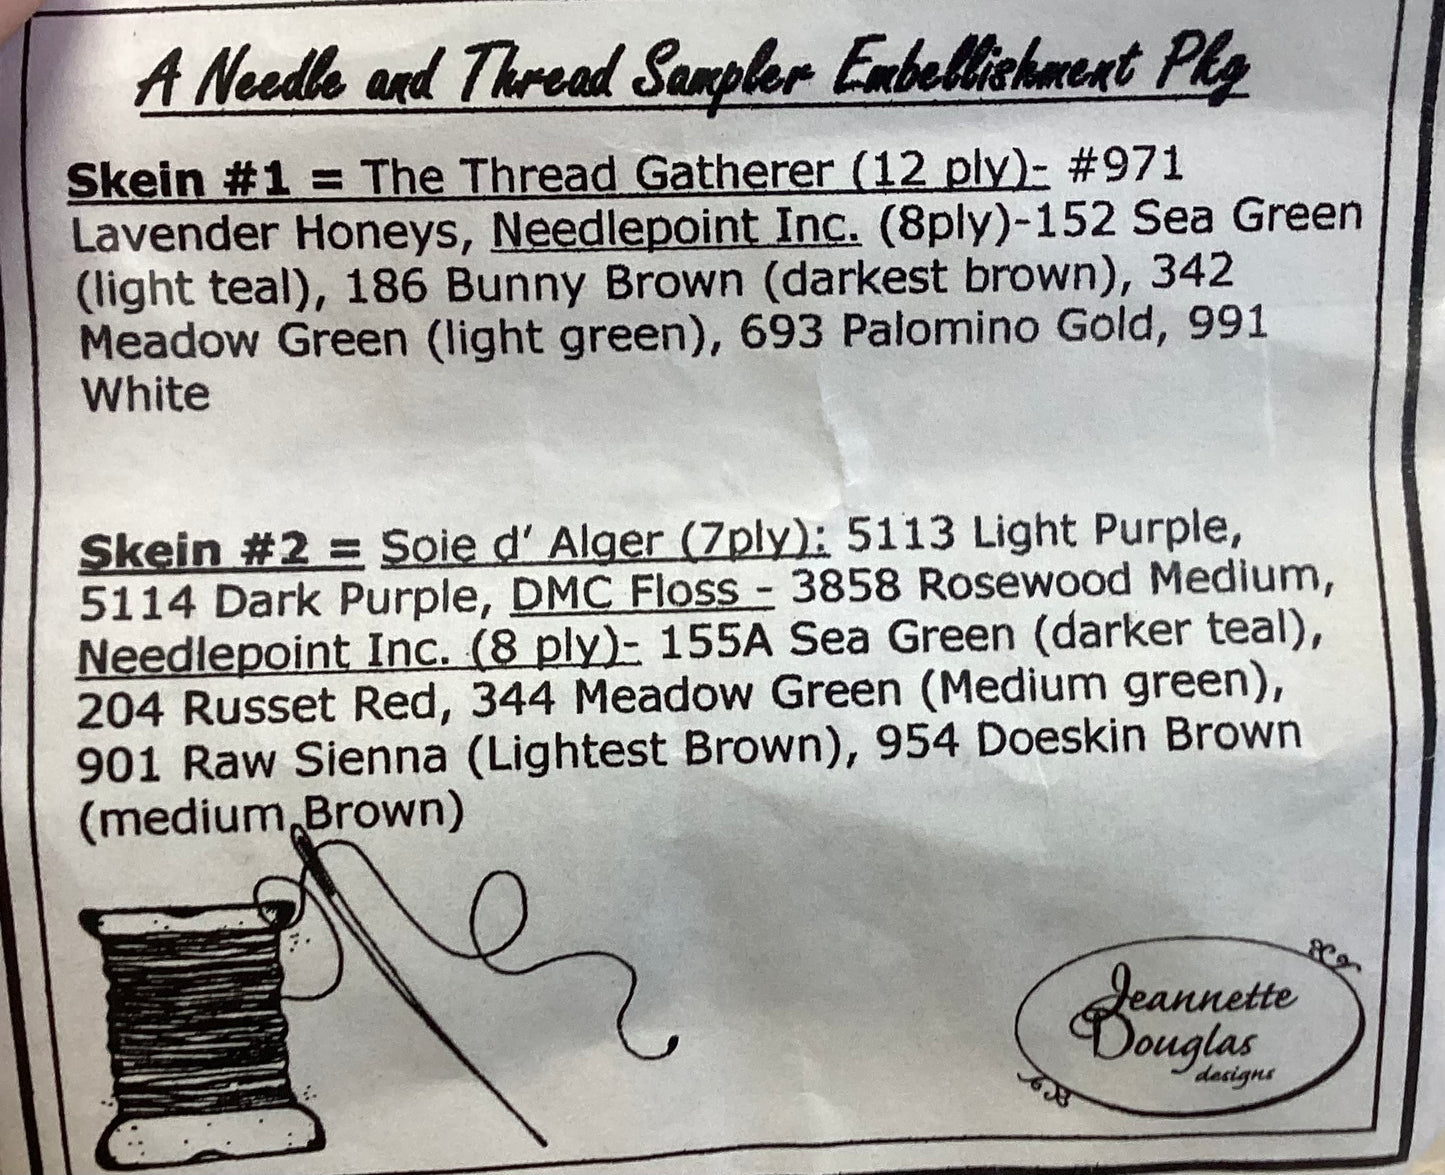 A Needle and Thread Sampler Embellishment Pkg
Skein #1 = The Thread Gatherer (12 ply)- #971
Lavender Honeys, Needlepoint Inc. (8ply)-152 Sea Green
(light teal), 186 Bunny Brown (darkest brown), 342
Meadow Green (light green), 693 Palomino Gold, 991
White
Skein #2 = Soie d’ Alger (7ply): 5113 Light Purple,
5114 Dark Purple, DMC Floss - 3858 Rosewood Medium,
Needlepoint Inc. (8 ply)- 155A Sea Green (darker teal),
204 Russet Red, 344 Meadow Green (Medium green),
901 Raw Sienna (Lightest Brown), 954 Doeskin Brown
(medium Brown)
Jeannette
Douglas
designs